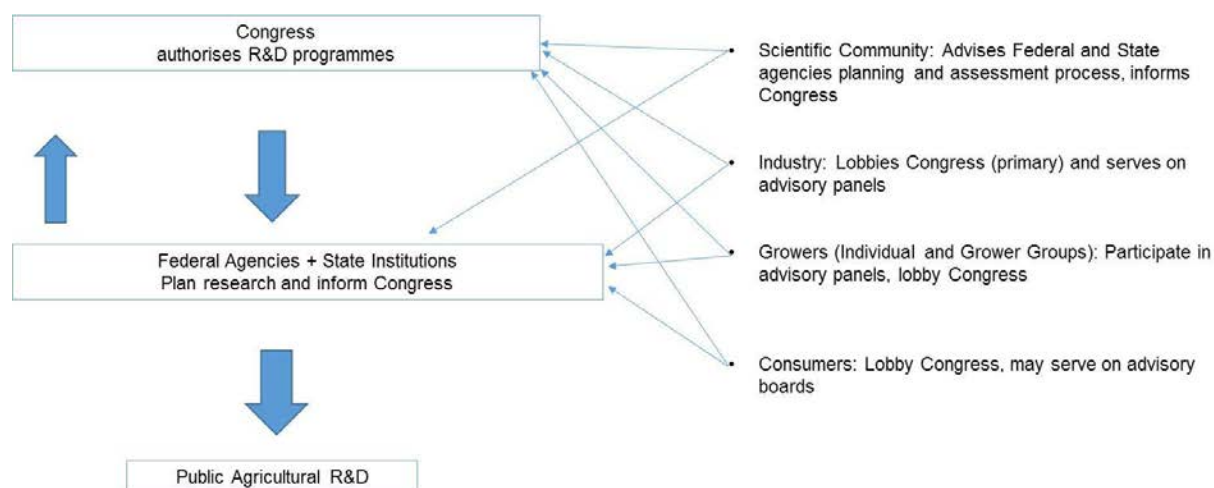 Congress
authorises R&D programmes
• Scientific Community: Advises Federal and State
agencies planning and assessment process, informs
Congress
• Industry: Lobbies Congress (primary) and serves on
advisory panels
Federal Agencies + State Institutions
Plan research and inform Congress
• Growers (Individual and Grower Groups): Participate in
advisory panels, lobby Congress
• Consumers: Lobby Congress, may serve on advisory
boards
Public Agricultural R&D